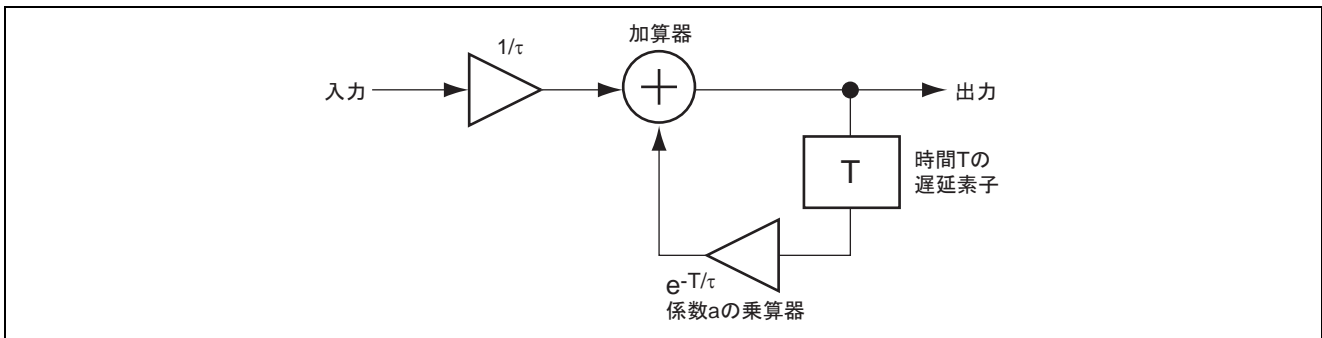 加算器
1/τ
入力
+
出力
T
時間Tの
遅延素子
e-T/τ
係数aの乗算器